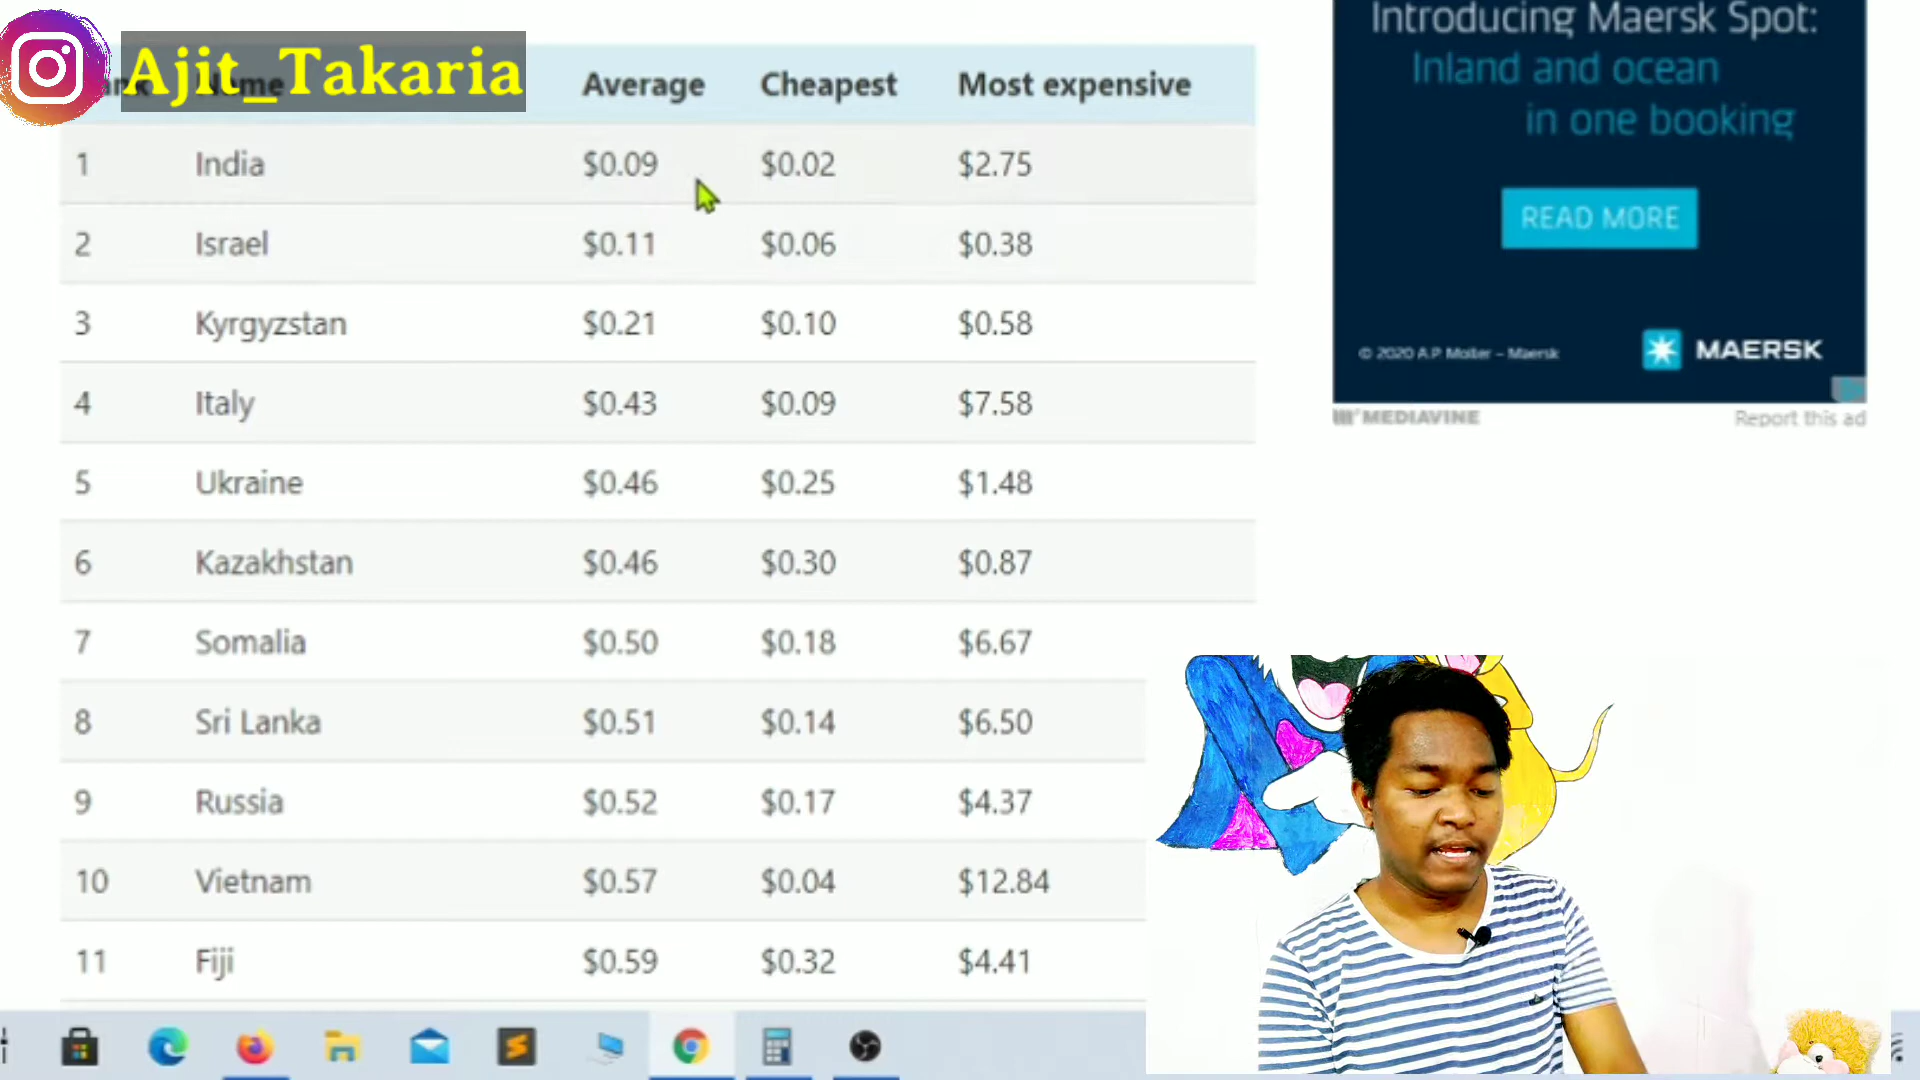 Ajit_Takaria
Name Average Cheapest Most expensive
1 India $0.09 $0.02 $2.75
2 Israel $0.11 $0.06 $0.38
3 Kyrgyzstan $0.21 $0.10 $0.58
4 Italy $0.43 $0.09 $7.58
5 Ukraine $0.46 $0.25 $1.48
6 Kazakhstan $0.46 $0.30 $0.87
7 Somalia $0.50 $0.18 $6.67
8 Sri Lanka $0.51 $0.14 $6.50
9 Russia $0.52 $0.17 $4.37
10 Vietnam $0.57 $0.04 $12.84
11 Fiji $0.59 $0.32 $4.41
Introducing Maersk Spot:
Inland and ocean
in one booking
READ MORE
© 2020 A.P. Moller – Maersk
MAERSK
MEDIAVINE
Report this ad